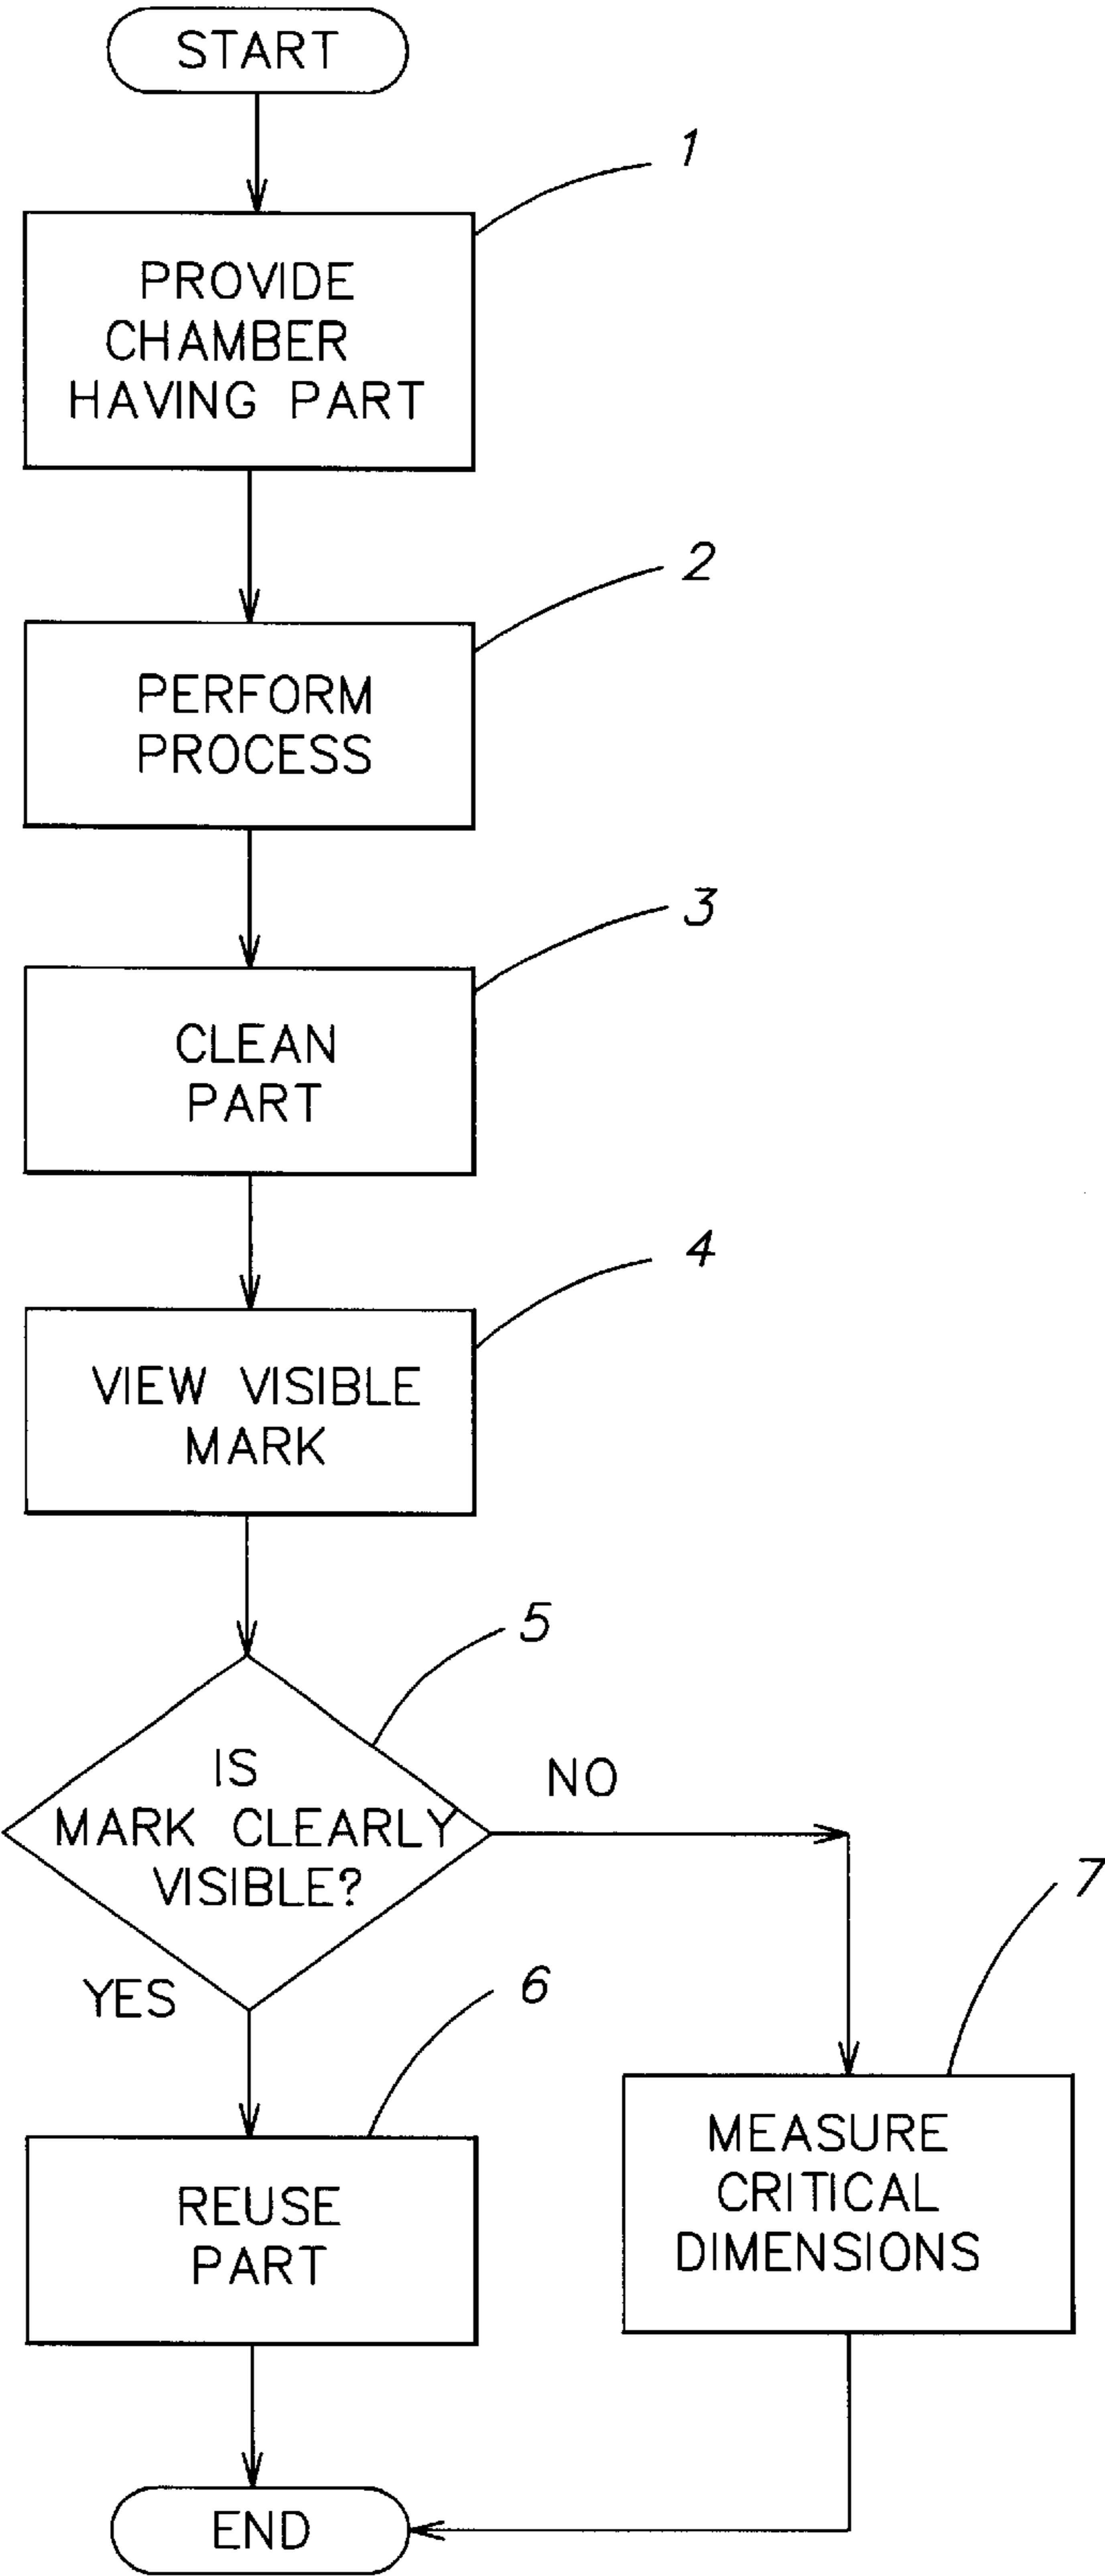 START
1
PROVIDE
CHAMBER
HAVING PART
2
PERFORM
PROCESS
3
CLEAN
PART
4
VIEW VISIBLE
MARK
5
IS
MARK CLEARLY
VISIBLE?
NO
YES
6
REUSE
PART
7
MEASURE
CRITICAL
DIMENSIONS
END